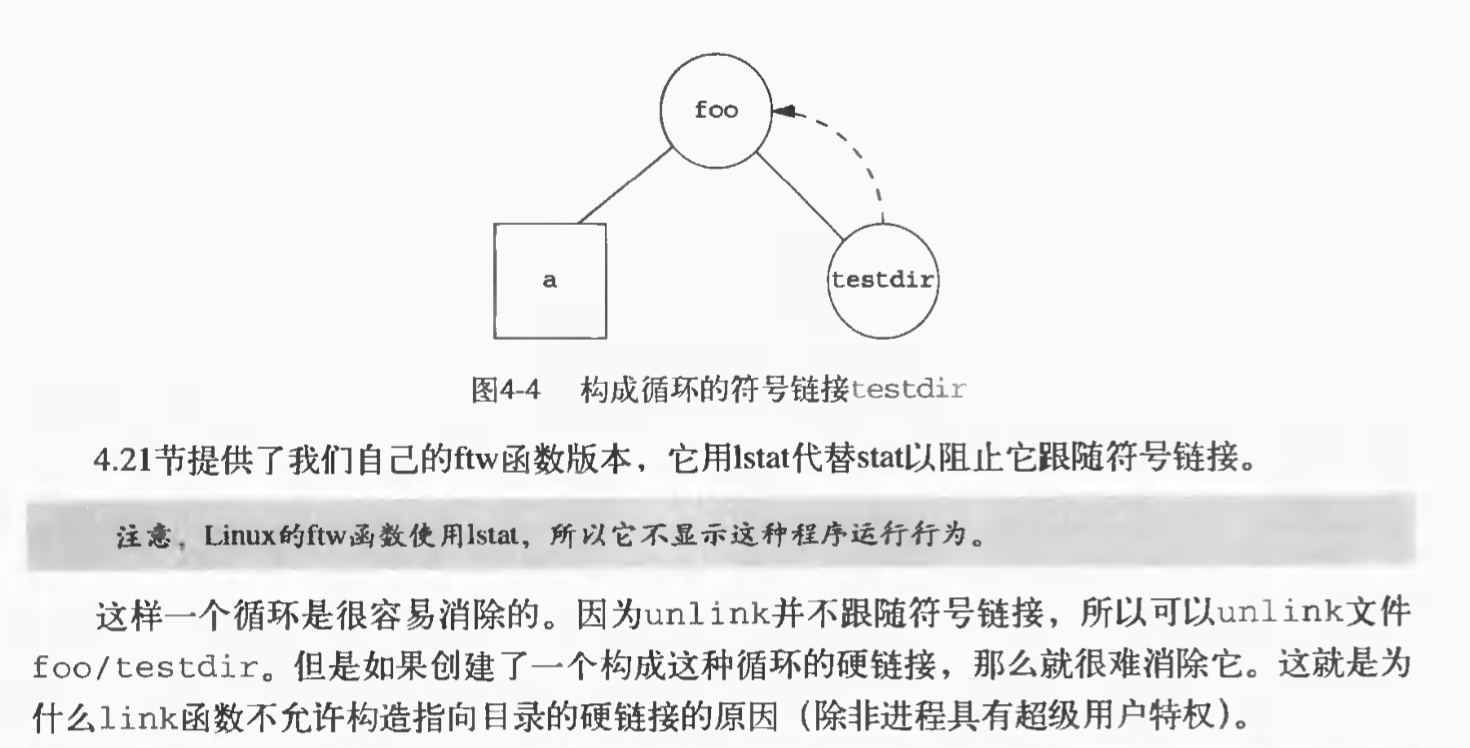 foo
a
testdir
图4-4 构成循环的符号链接testdir
4.21节提供了我们自己的ftw函数版本，它用lstat代替stat以阻止它跟随符号链接。
注意，Linux的ftw函数使用lstat，所以它不显示这种程序运行行为。
这样一个循环是很容易消除的。因为unlink并不跟随符号链接，所以可以unlink文件
foo/testdir。但是如果创建了一个构成这种循环的硬链接，那么就很难消除它。这就是为
什么link函数不允许构造指向目录的硬链接的原因（除非进程具有超级用户特权）。